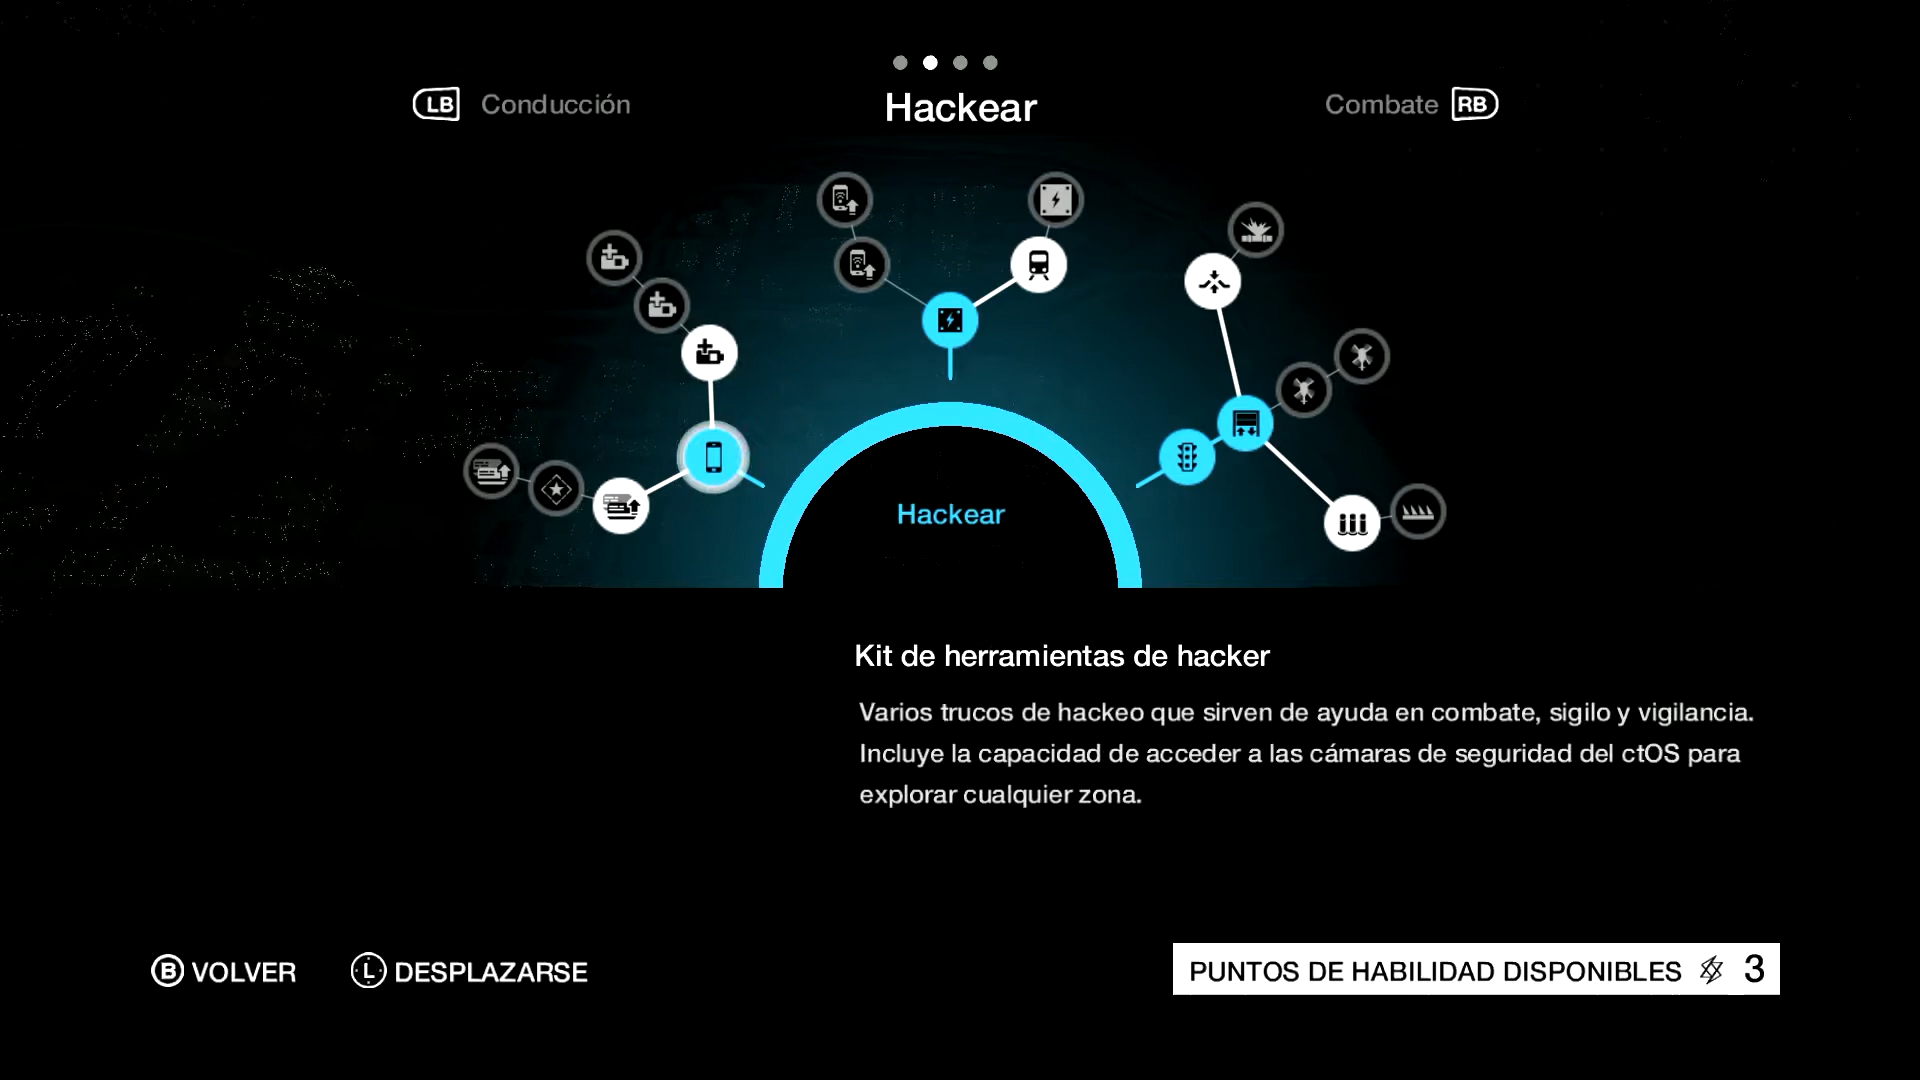 LB Conducción Hackear Combate RB
Hackear
Kit de herramientas de hacker
Varios trucos de hackeo que sirven de ayuda en combate, sigilo y vigilancia.
Incluye la capacidad de acceder a las cámaras de seguridad del ctOS para
explorar cualquier zona.
B VOLVER L DESPLAZARSE PUNTOS DE HABILIDAD DISPONIBLES 3